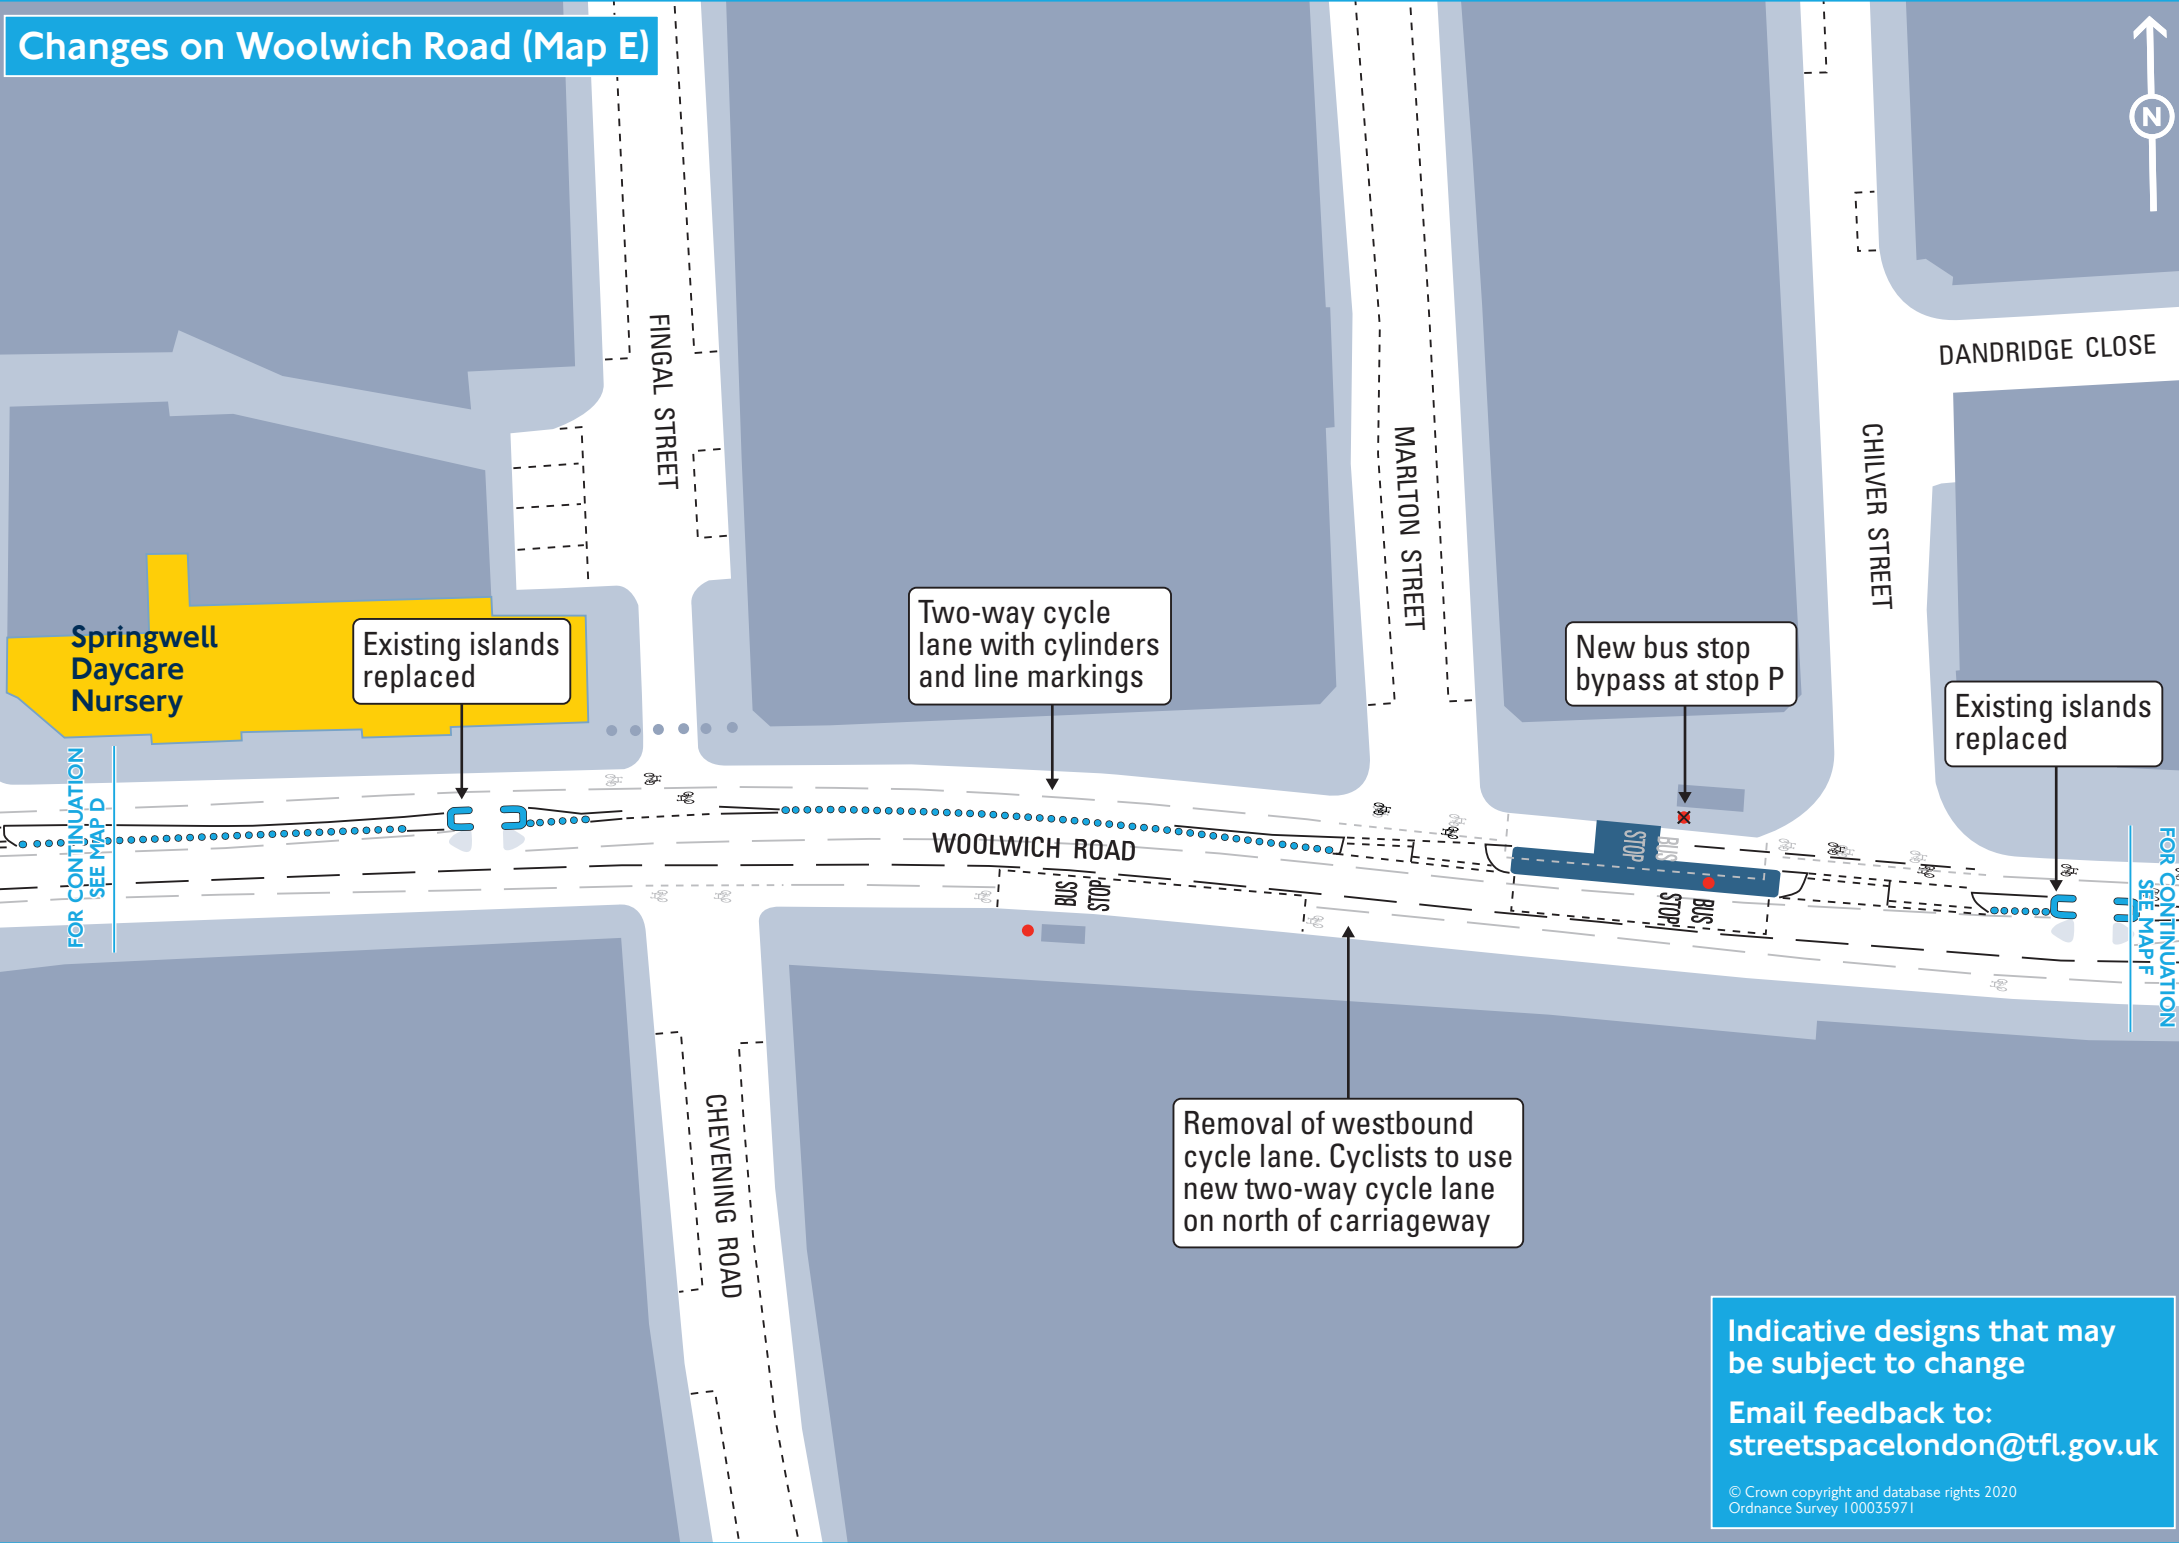 Changes on Woolwich Road (Map E)
N
FINGAL STREET
MARLTON STREET
CHILVER STREET
DANDRIDGE CLOSE
Springwell
Daycare
Nursery
Existing islands
replaced
Two-way cycle
lane with cylinders
and line markings
New bus stop
bypass at stop P
Existing islands
replaced
FOR CONTINUATION
SEE MAP D
WOOLWICH ROAD
BUS
STOP
BUS
STOP
BUS
STOP
FOR CONTINUATION
SEE MAP F
CHEVENING ROAD
Removal of westbound
cycle lane. Cyclists to use
new two-way cycle lane
on north of carriageway
Indicative designs that may
be subject to change
Email feedback to:
streetspacelondon@tfl.gov.uk
© Crown copyright and database rights 2020
Ordnance Survey 100035971